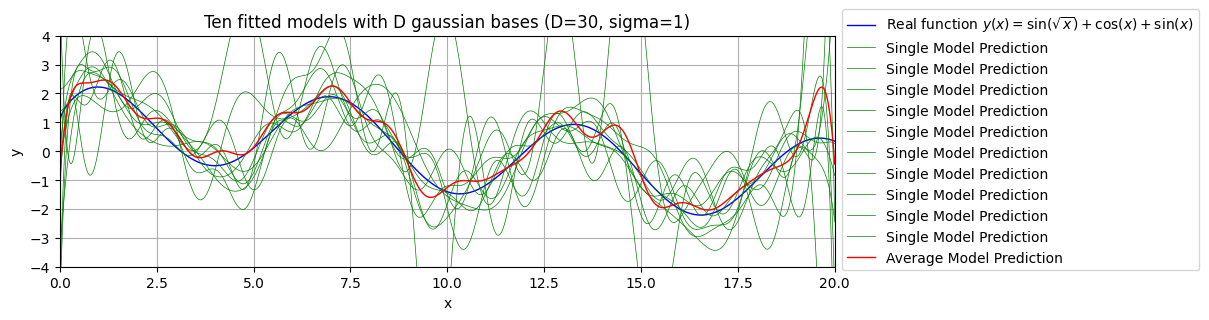 Ten fitted models with D gaussian bases (D=30, sigma=1)
y
4
3
2
1
0
−1
−2
−3
−4
0.0 2.5 5.0 7.5 10.0 12.5 15.0 17.5 20.0
x
Real function y(x) = sin(√x) + cos(x) + sin(x)
Single Model Prediction
Single Model Prediction
Single Model Prediction
Single Model Prediction
Single Model Prediction
Single Model Prediction
Single Model Prediction
Single Model Prediction
Single Model Prediction
Single Model Prediction
Average Model Prediction